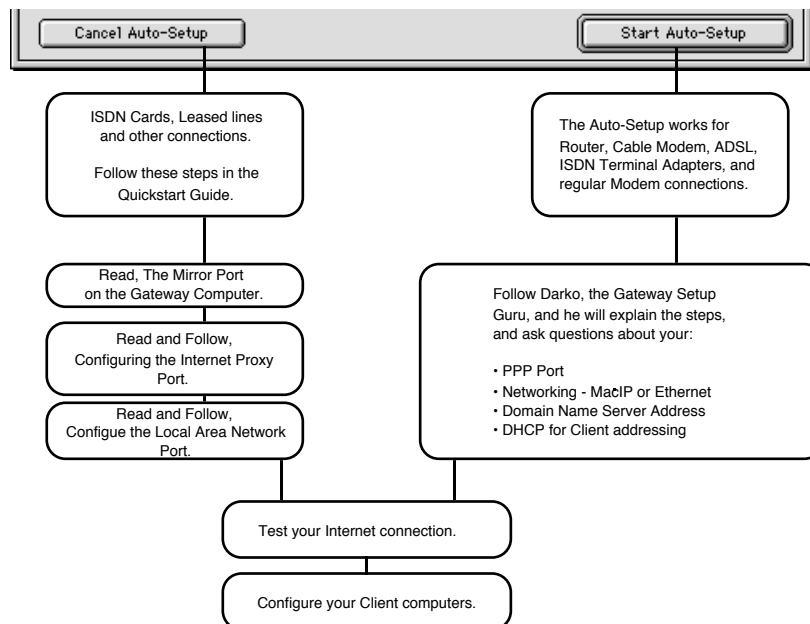 Cancel Auto-Setup
Start Auto-Setup
ISDN Cards, Leased lines
and other connections.
Follow these steps in the
Quickstart Guide.
The Auto-Setup works for
Router, Cable Modem, ADSL,
ISDN Terminal Adapters, and
regular Modem connections.
Read, The Mirror Port
on the Gateway Computer.
Read and Follow,
Configuring the Internet Proxy
Port.
Read and Follow,
Configue the Local Area Network
Port.
Follow Darko, the Gateway Setup
Guru, and he will explain the steps,
and ask questions about your:
• PPP Port
• Networking - MacIP or Ethernet
• Domain Name Server Address
• DHCP for Client addressing
Test your Internet connection.
Configure your Client computers.